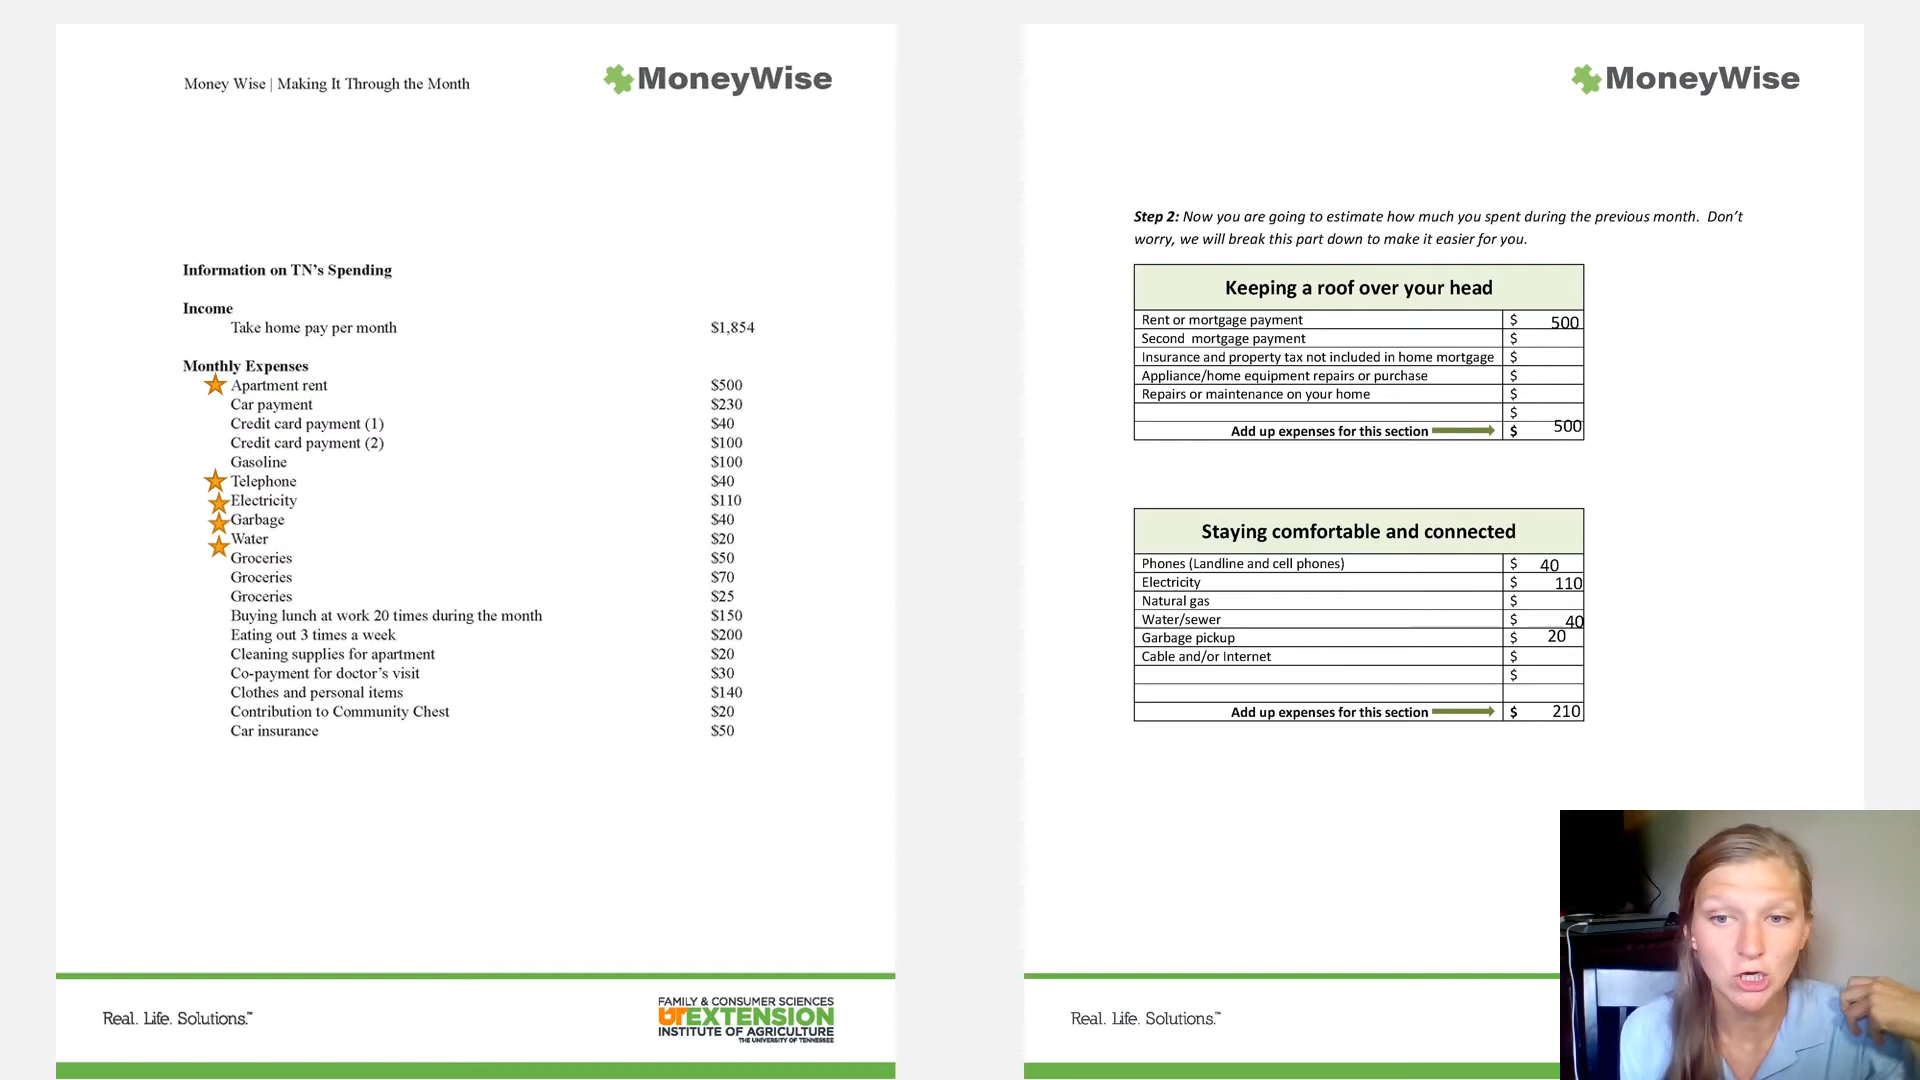 Money Wise | Making It Through the Month
MoneyWise
Information on TN's Spending
Income
Take home pay per month $1,854
Monthly Expenses
Apartment rent $500
Car payment $230
Credit card payment (1) $40
Credit card payment (2) $100
Gasoline $100
Telephone $40
Electricity $110
Garbage $40
Water $20
Groceries $50
Groceries $70
Groceries $25
Buying lunch at work 20 times during the month $150
Eating out 3 times a week $200
Cleaning supplies for apartment $20
Co-payment for doctor's visit $30
Clothes and personal items $140
Contribution to Community Chest $20
Car insurance $50
Real. Life. Solutions.™
FAMILY & CONSUMER SCIENCES
UT EXTENSION
INSTITUTE OF AGRICULTURE
THE UNIVERSITY OF TENNESSEE
MoneyWise
Step 2: Now you are going to estimate how much you spent during the previous month. Don't
worry, we will break this part down to make it easier for you.
Keeping a roof over your head
Rent or mortgage payment $ 500
Second mortgage payment $
Insurance and property tax not included in home mortgage $
Appliance/home equipment repairs or purchase $
Repairs or maintenance on your home $
$
Add up expenses for this section $ 500
Staying comfortable and connected
Phones (Landline and cell phones) $ 40
Electricity $ 110
Natural gas $
Water/sewer $ 40
Garbage pickup $ 20
Cable and/or Internet $
$
Add up expenses for this section $ 210
Real. Life. Solutions.™